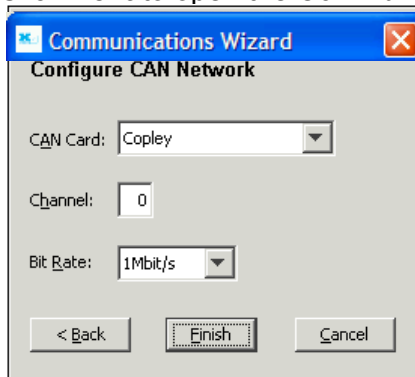 Communications Wizard
Configure CAN Network
CAN Card: Copley
Channel: 0
Bit Rate: 1Mbit/s
< Back Finish Cancel